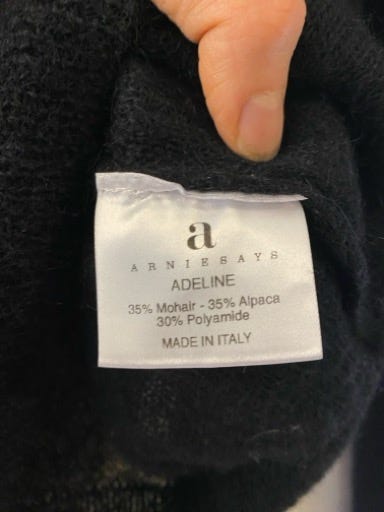 a
ARNIESAYS
ADELINE
35% Mohair - 35% Alpaca
30% Polyamide
MADE IN ITALY